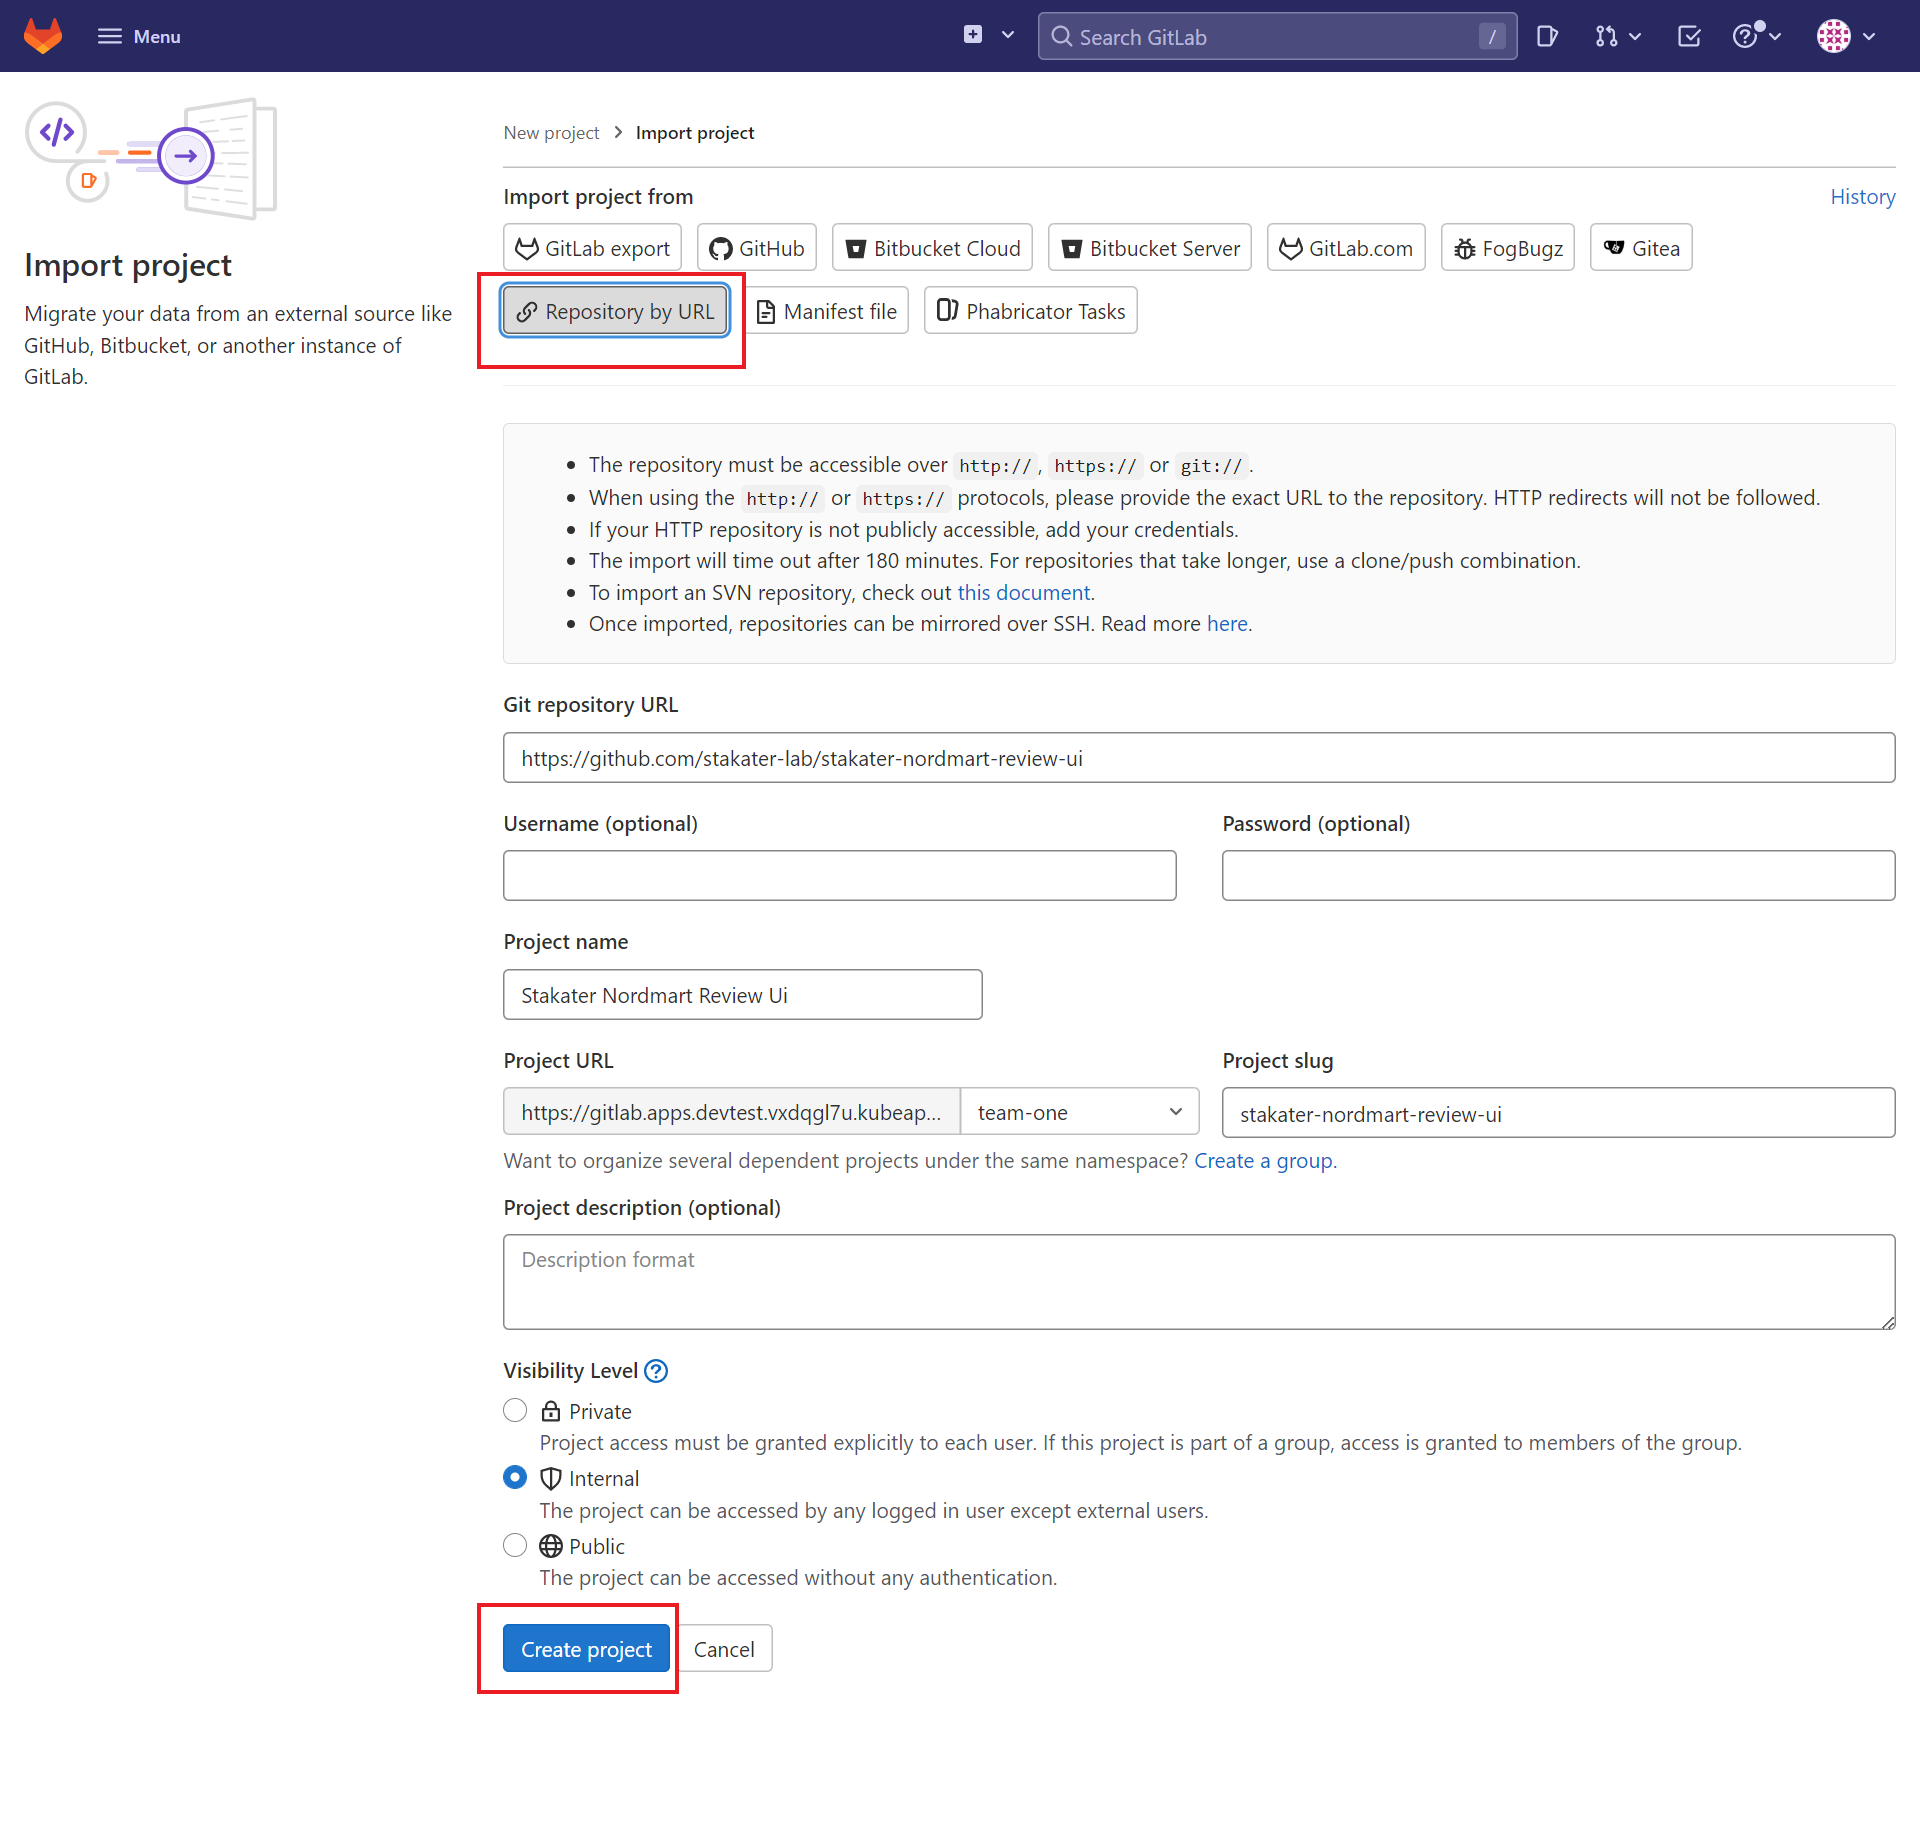 Menu
Search GitLab
/
New project > Import project
Import project from
History
GitLab export
GitHub
Bitbucket Cloud
Bitbucket Server
GitLab.com
FogBugz
Gitea
Repository by URL
Manifest file
Phabricator Tasks
Import project
Migrate your data from an external source like
GitHub, Bitbucket, or another instance of
GitLab.
• The repository must be accessible over http://, https:// or git://.
• When using the http:// or https:// protocols, please provide the exact URL to the repository. HTTP redirects will not be followed.
• If your HTTP repository is not publicly accessible, add your credentials.
• The import will time out after 180 minutes. For repositories that take longer, use a clone/push combination.
• To import an SVN repository, check out this document.
• Once imported, repositories can be mirrored over SSH. Read more here.
Git repository URL
https://github.com/stakater-lab/stakater-nordmart-review-ui
Username (optional)
Password (optional)
Project name
Stakater Nordmart Review Ui
Project URL
Project slug
https://gitlab.apps.devtest.vxdqgl7u.kubeap...
team-one
stakater-nordmart-review-ui
Want to organize several dependent projects under the same namespace? Create a group.
Project description (optional)
Description format
Visibility Level ?
Private
Project access must be granted explicitly to each user. If this project is part of a group, access is granted to members of the group.
Internal
The project can be accessed by any logged in user except external users.
Public
The project can be accessed without any authentication.
Create project
Cancel